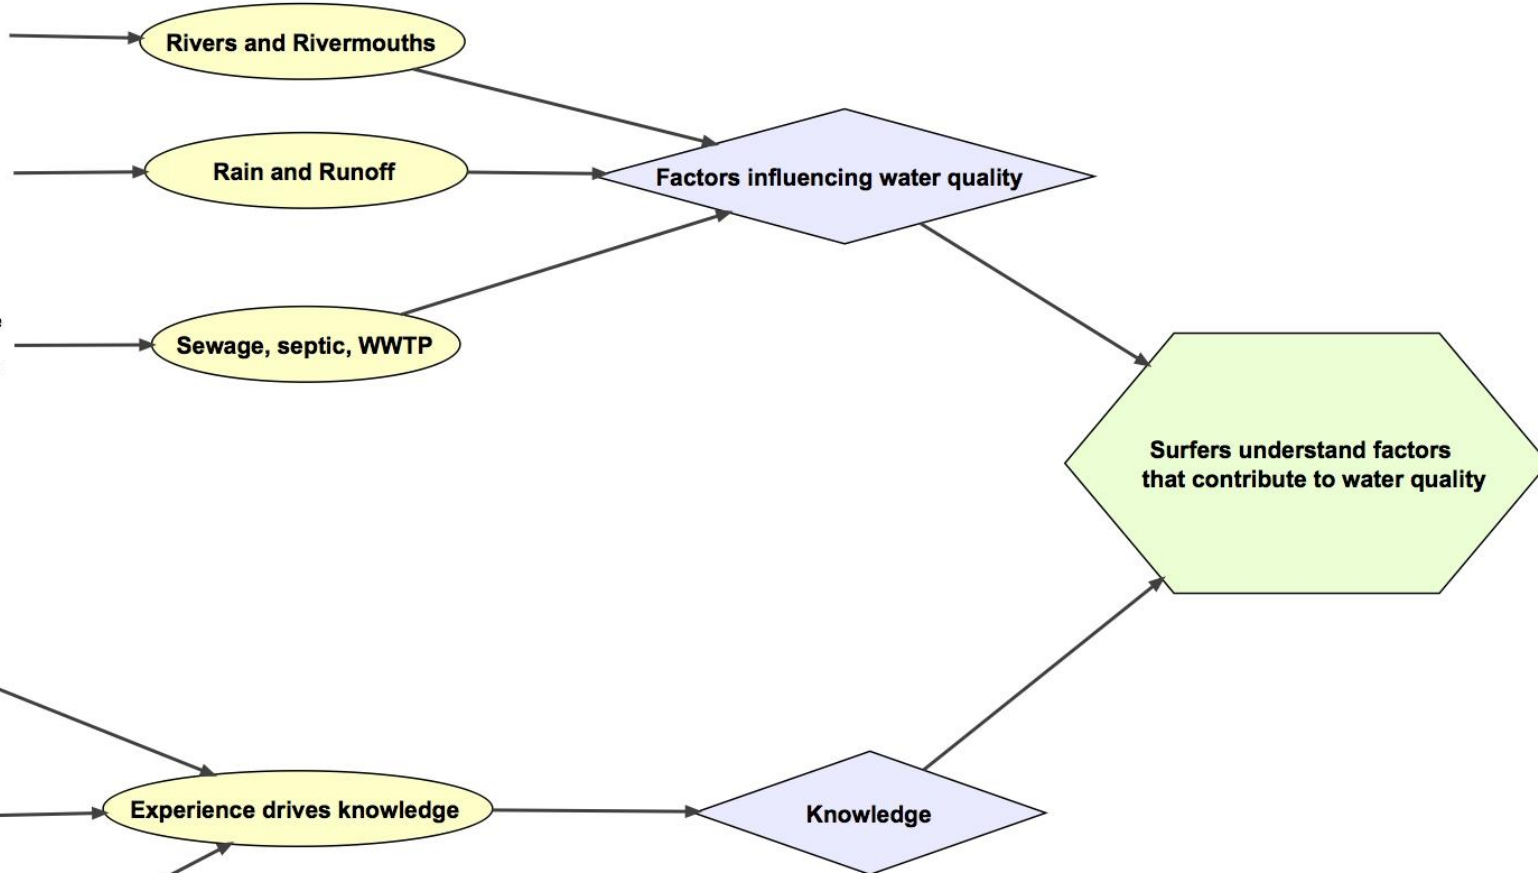 Rivers and Rivermouths
Rain and Runoff
Factors influencing water quality
Sewage, septic, WWTP
Surfers understand factors
that contribute to water quality
Experience drives knowledge
Knowledge